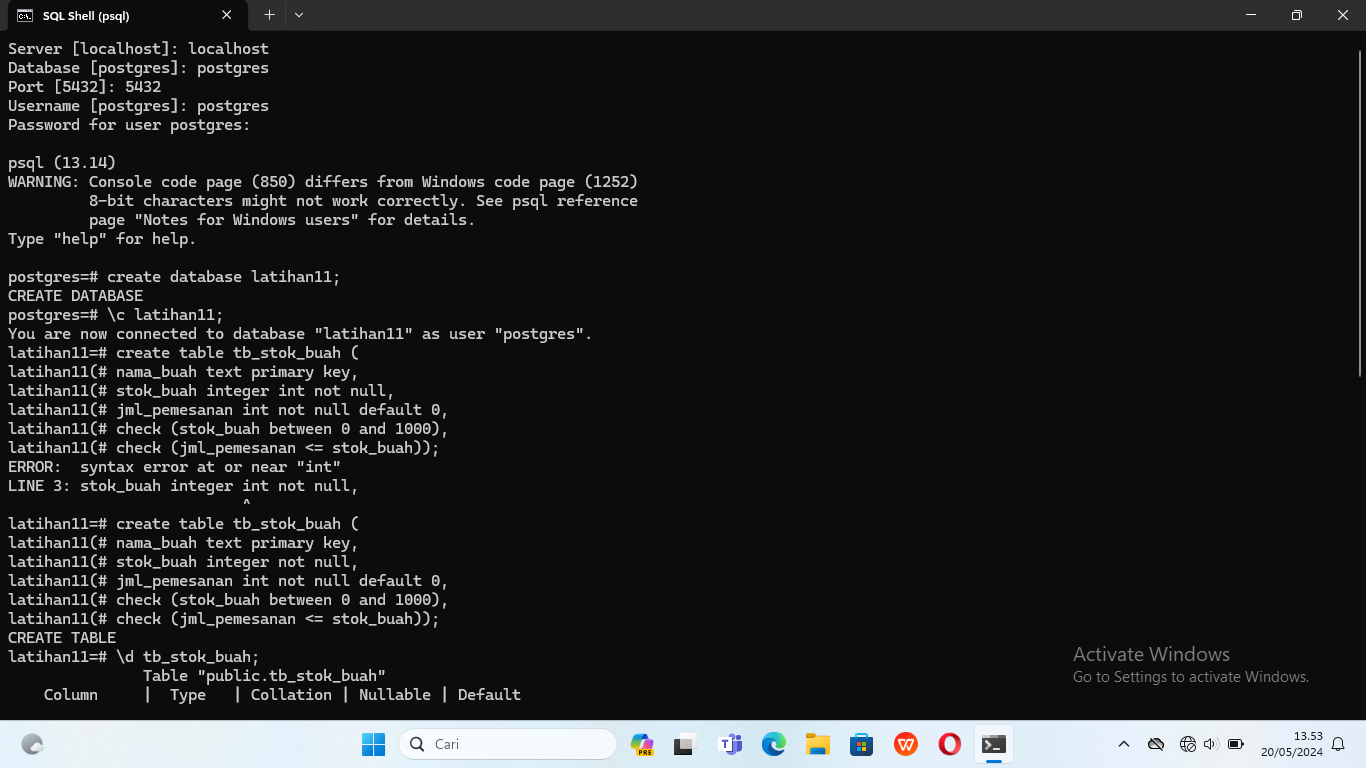 SQL Shell (psql)
Server [localhost]: localhost
Database [postgres]: postgres
Port [5432]: 5432
Username [postgres]: postgres
Password for user postgres:
psql (13.14)
WARNING: Console code page (850) differs from Windows code page (1252)
         8-bit characters might not work correctly. See psql reference
         page "Notes for Windows users" for details.
Type "help" for help.
postgres=# create database latihan11;
CREATE DATABASE
postgres=# \c latihan11;
You are now connected to database "latihan11" as user "postgres".
latihan11=# create table tb_stok_buah (
latihan11(# nama_buah text primary key,
latihan11(# stok_buah integer int not null,
latihan11(# jml_pemesanan int not null default 0,
latihan11(# check (stok_buah between 0 and 1000),
latihan11(# check (jml_pemesanan <= stok_buah));
ERROR:  syntax error at or near "int"
LINE 3: stok_buah integer int not null,
                          ^
latihan11=# create table tb_stok_buah (
latihan11(# nama_buah text primary key,
latihan11(# stok_buah integer not null,
latihan11(# jml_pemesanan int not null default 0,
latihan11(# check (stok_buah between 0 and 1000),
latihan11(# check (jml_pemesanan <= stok_buah));
CREATE TABLE
latihan11=# \d tb_stok_buah;
               Table "public.tb_stok_buah"
    Column     |  Type   | Collation | Nullable | Default
Activate Windows
Go to Settings to activate Windows.
Cari
PRE
13.53
20/05/2024